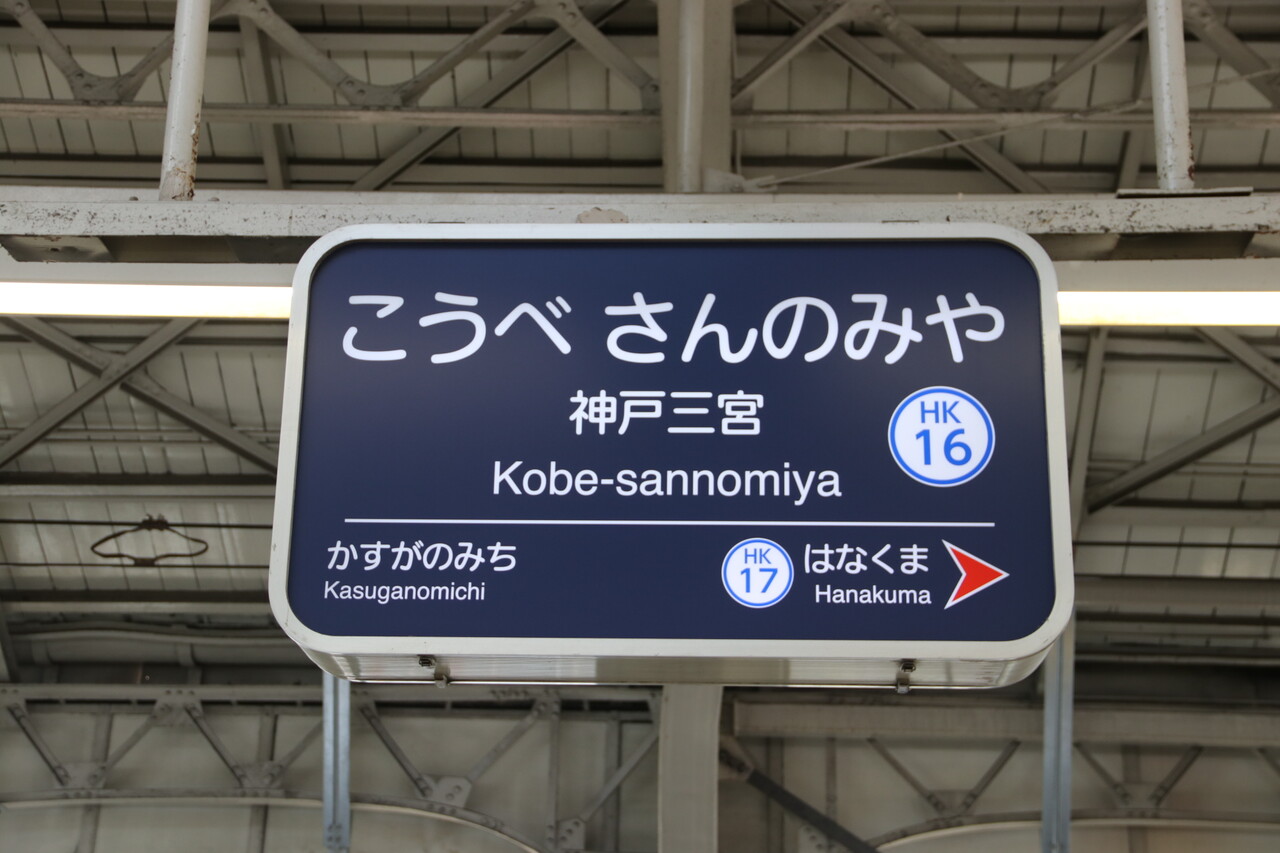 こうべ さんのみや
神戸三宮
HK
16
Kobe-sannomiya
かすがのみち
Kasuganomichi
HK
17
はなくま
Hanakuma